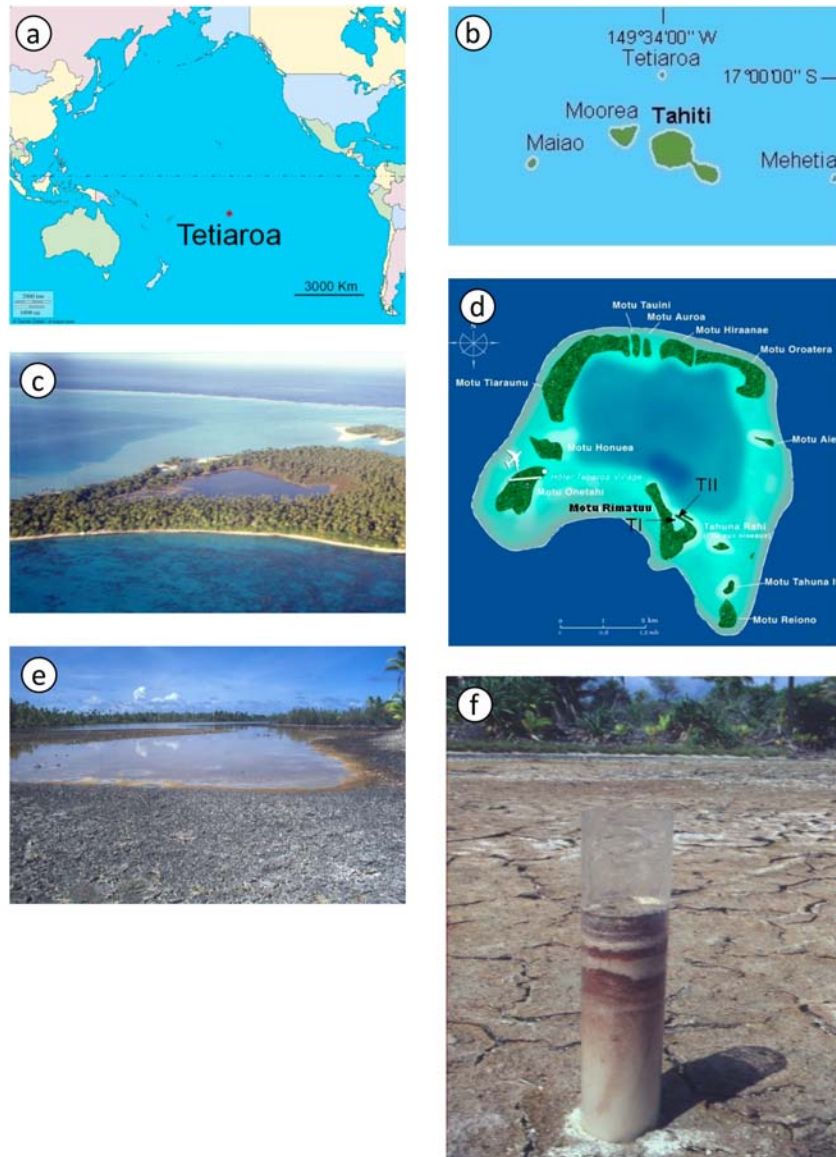 a
Tetiaroa
3000 Km
b
149°34'00" W
Tetiaroa
17°00'00" S
Moorea
Tahiti
Maiao
Mehetia
c
d
Motu Tauini
Motu Auroa
Motu Hiraanae
Motu Oroatera
Motu Tiaraunu
Motu Aie
Motu Honuea
Motu Onetahi
TII
Motu Rimatuu
TI
Tahuna Rahi
Motu Tahuna
Motu Reiono
e
f